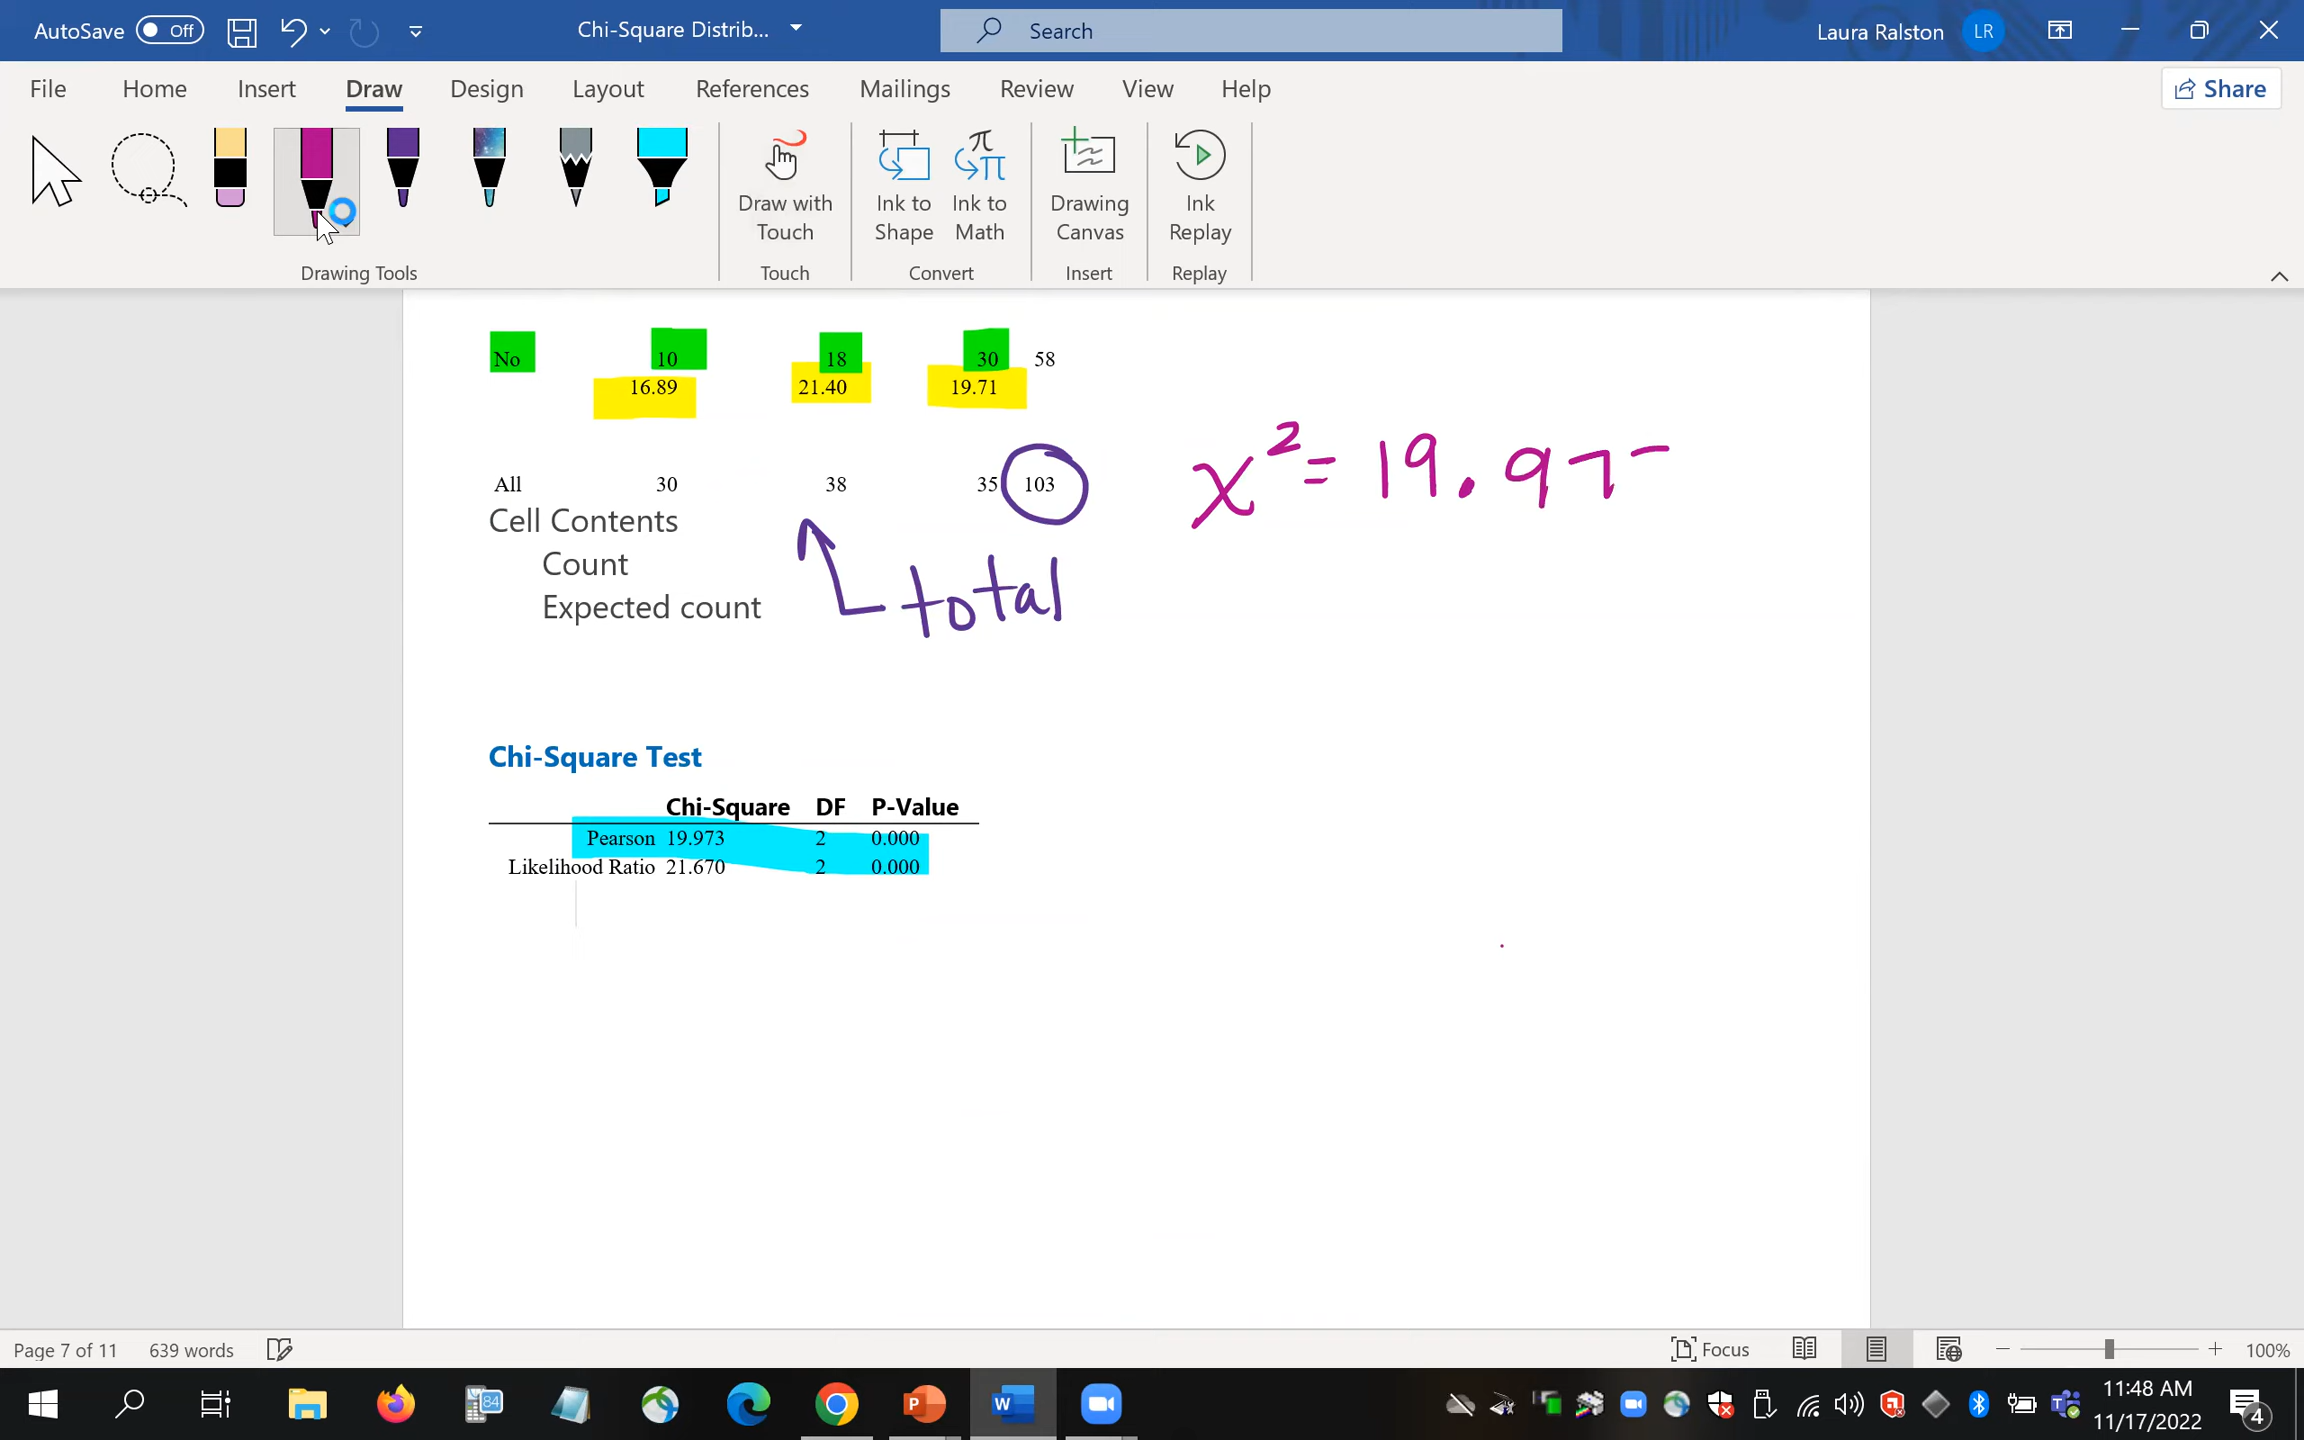 AutoSave Off Chi-Square Distrib... Search Laura Ralston LR
File Home Insert Draw Design Layout References Mailings Review View Help Share
Draw with Touch
Ink to Shape
Ink to Math
Drawing Canvas
Ink Replay
Drawing Tools Touch Convert Insert Replay
No 10 18 30 58
16.89 21.40 19.71
All 30 38 35 103
x² = 19.97
Cell Contents
Count
Expected count
total
Chi-Square Test
Chi-Square DF P-Value
Pearson 19.973 2 0.000
Likelihood Ratio 21.670 2 0.000
Page 7 of 11 639 words Focus 100%
84
11:48 AM
11/17/2022
4